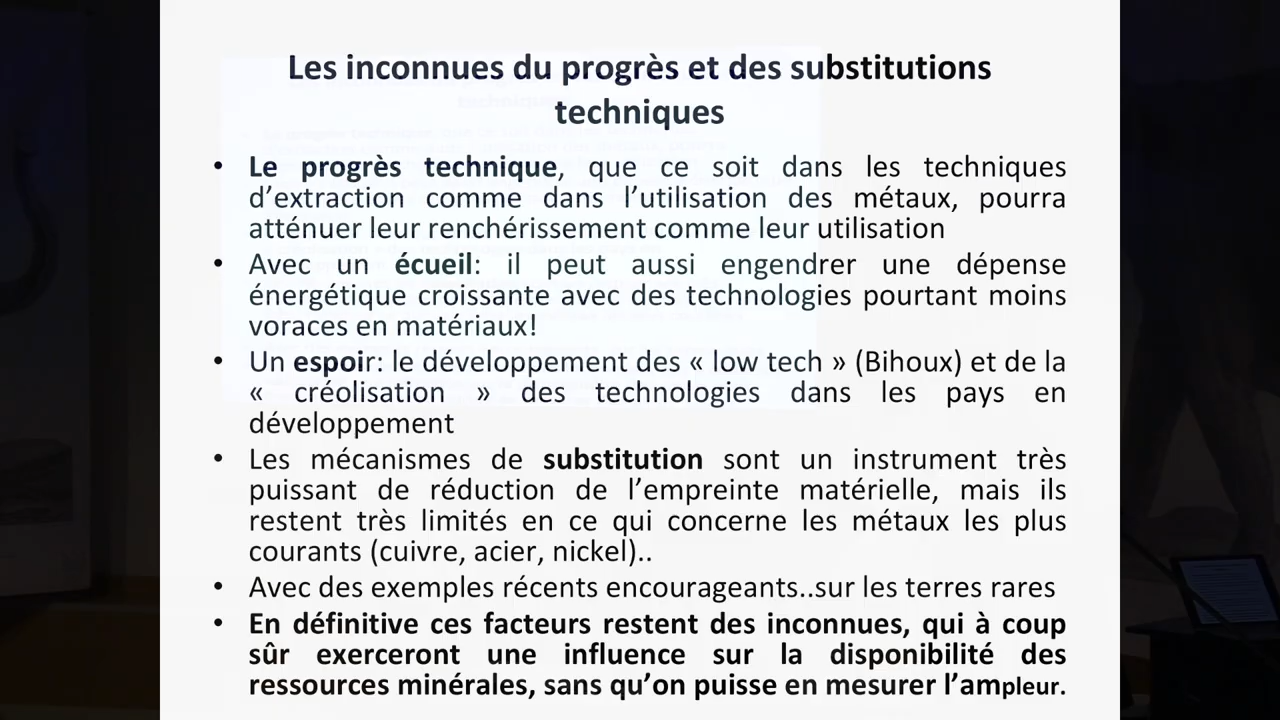 Les inconnues du progrès et des substitutions
techniques
• Le progrès technique, que ce soit dans les techniques
d’extraction comme dans l’utilisation des métaux, pourra
atténuer leur renchérissement comme leur utilisation
• Avec un écueil: il peut aussi engendrer une dépense
énergétique croissante avec des technologies pourtant moins
voraces en matériaux!
• Un espoir: le développement des « low tech » (Bihoux) et de la
« créolisation » des technologies dans les pays en
développement
• Les mécanismes de substitution sont un instrument très
puissant de réduction de l’empreinte matérielle, mais ils
restent très limités en ce qui concerne les métaux les plus
courants (cuivre, acier, nickel)..
• Avec des exemples récents encourageants..sur les terres rares
• En définitive ces facteurs restent des inconnues, qui à coup
sûr exerceront une influence sur la disponibilité des
ressources minérales, sans qu’on puisse en mesurer l’ampleur.